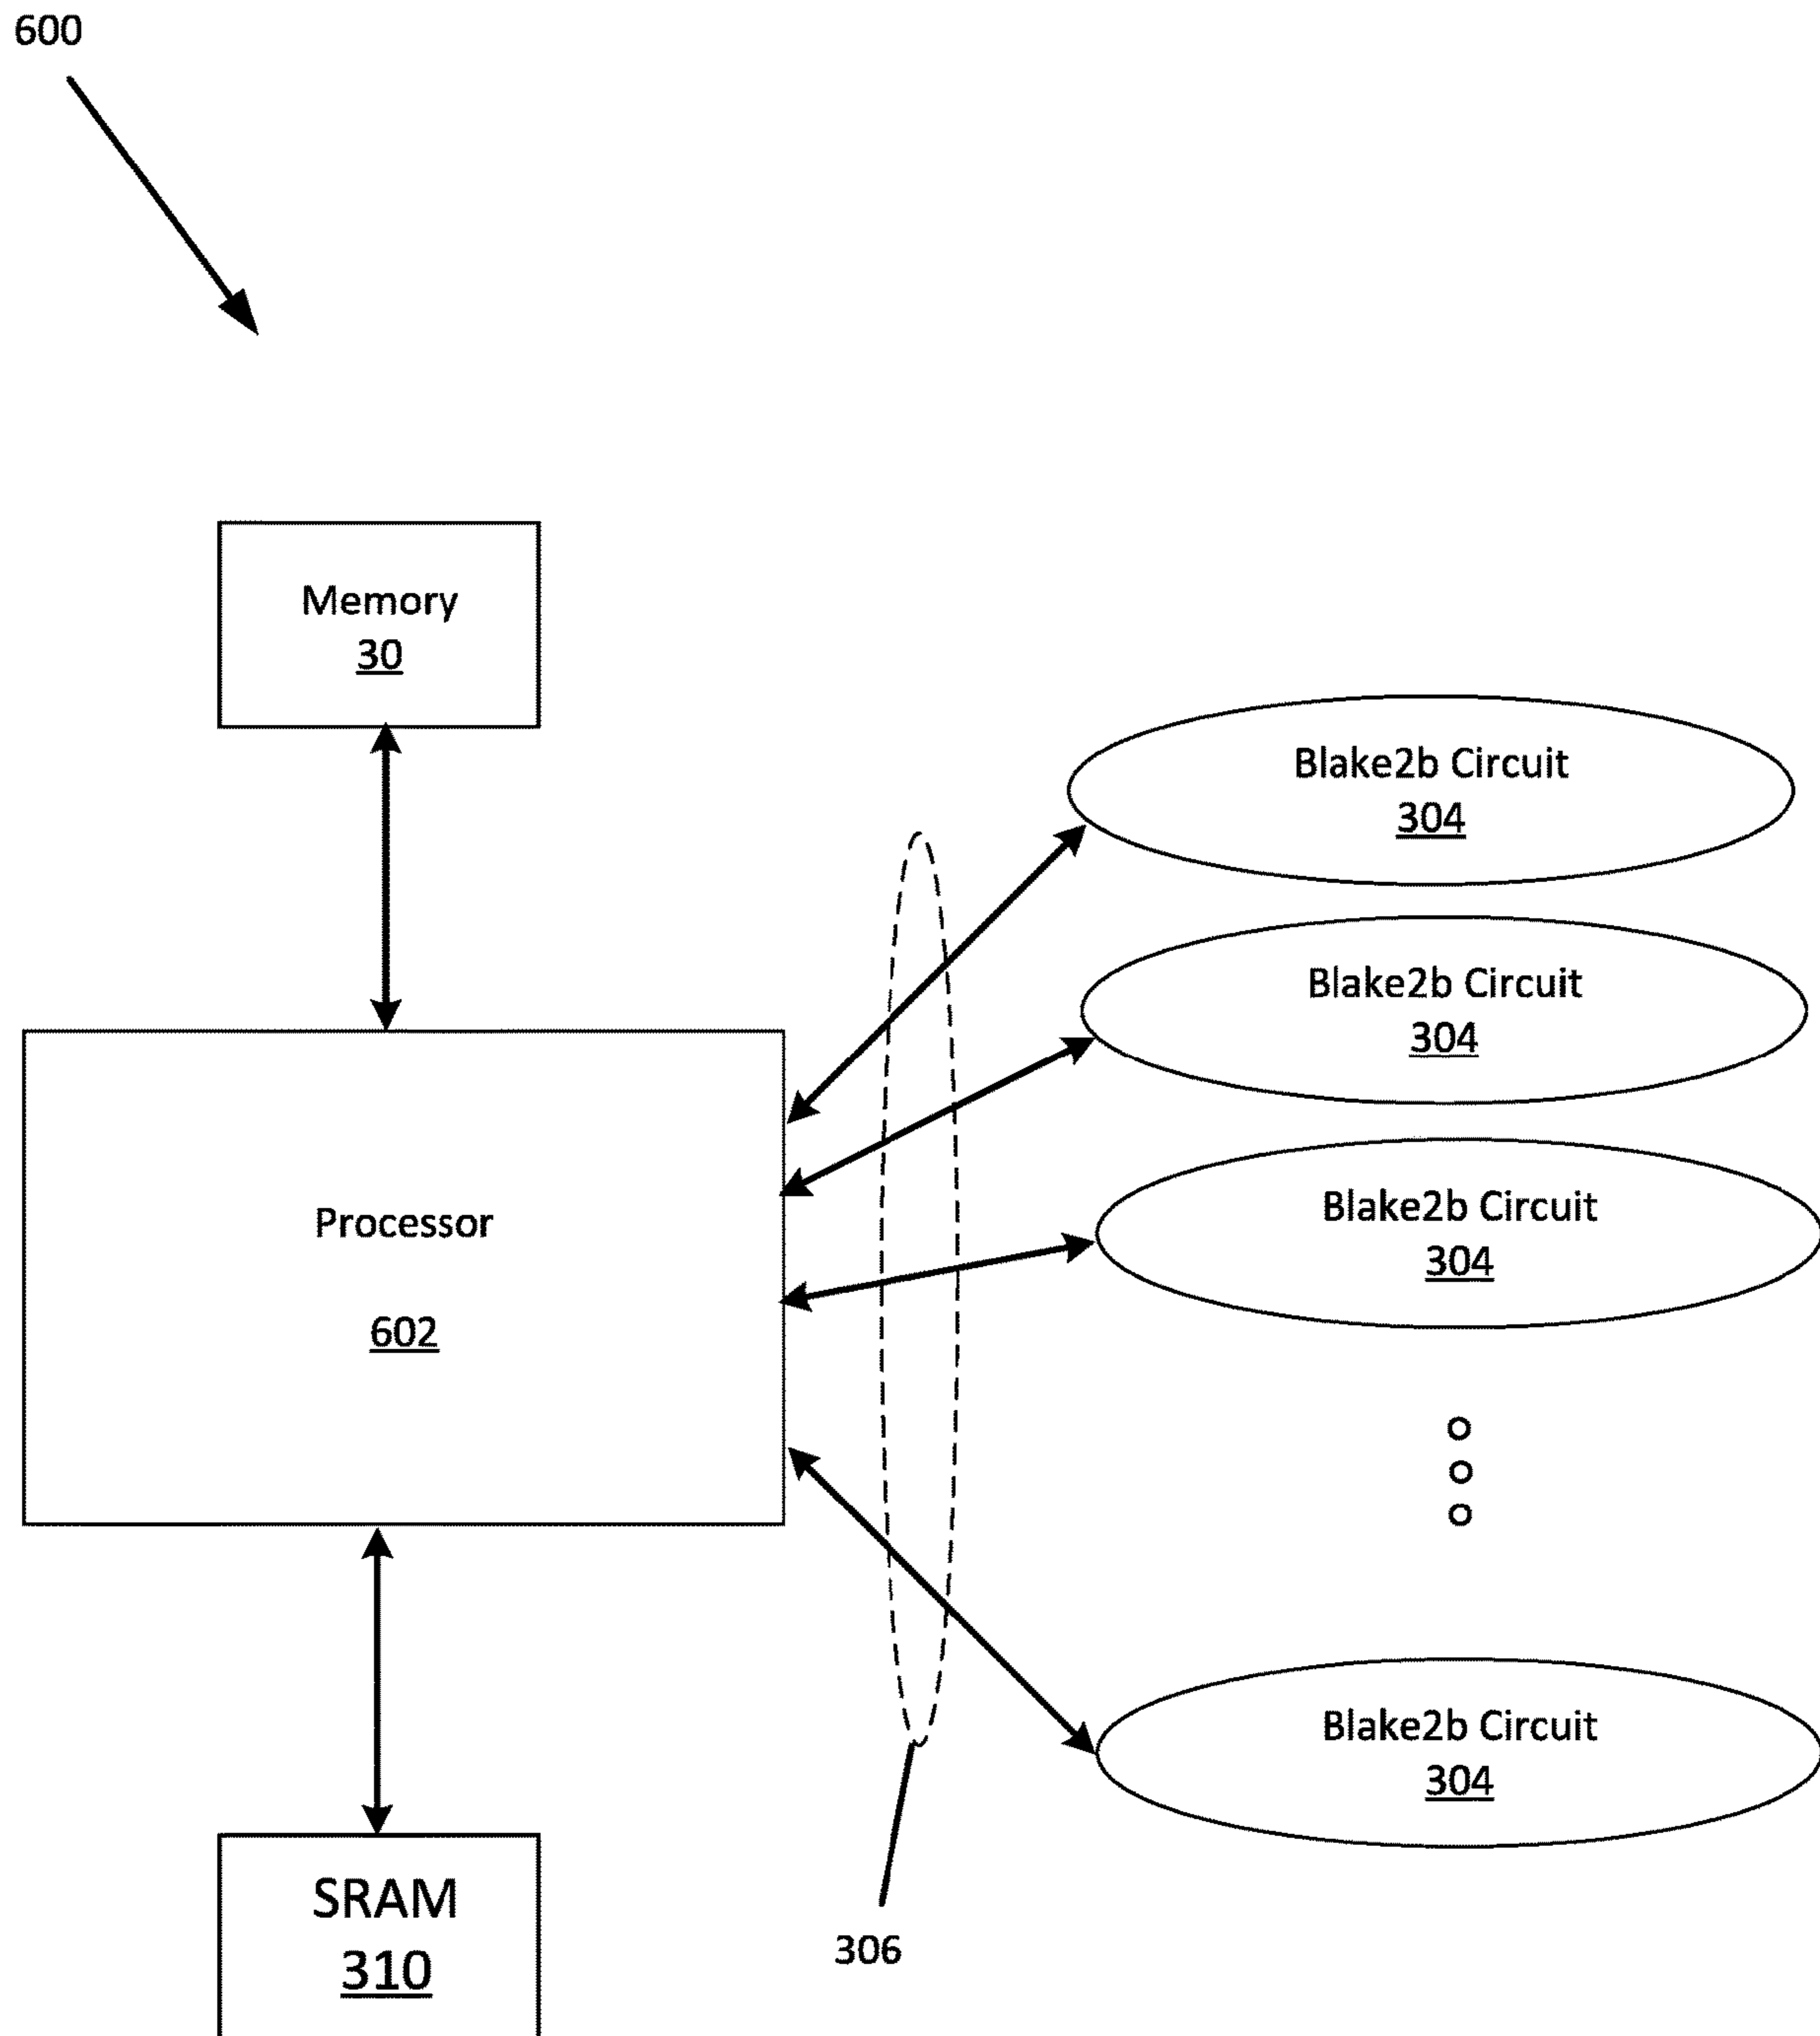 600
Memory
30
Blake2b Circuit
304
Blake2b Circuit
304
Processor
602
Blake2b Circuit
304
Blake2b Circuit
304
SRAM
310
306